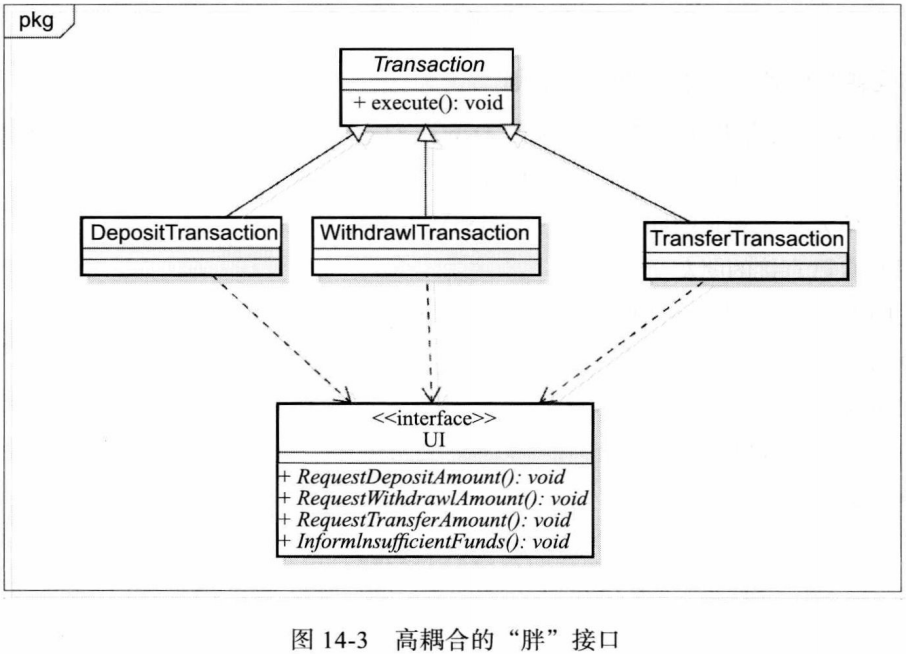 pkg
Transaction
+ execute(): void
DepositTransaction
WithdrawlTransaction
TransferTransaction
<<interface>>
UI
+ RequestDepositAmount(): void
+ RequestWithdrawlAmount(): void
+ RequestTransferAmount(): void
+ InformInsufficientFunds(): void
图 14-3 高耦合的“胖”接口